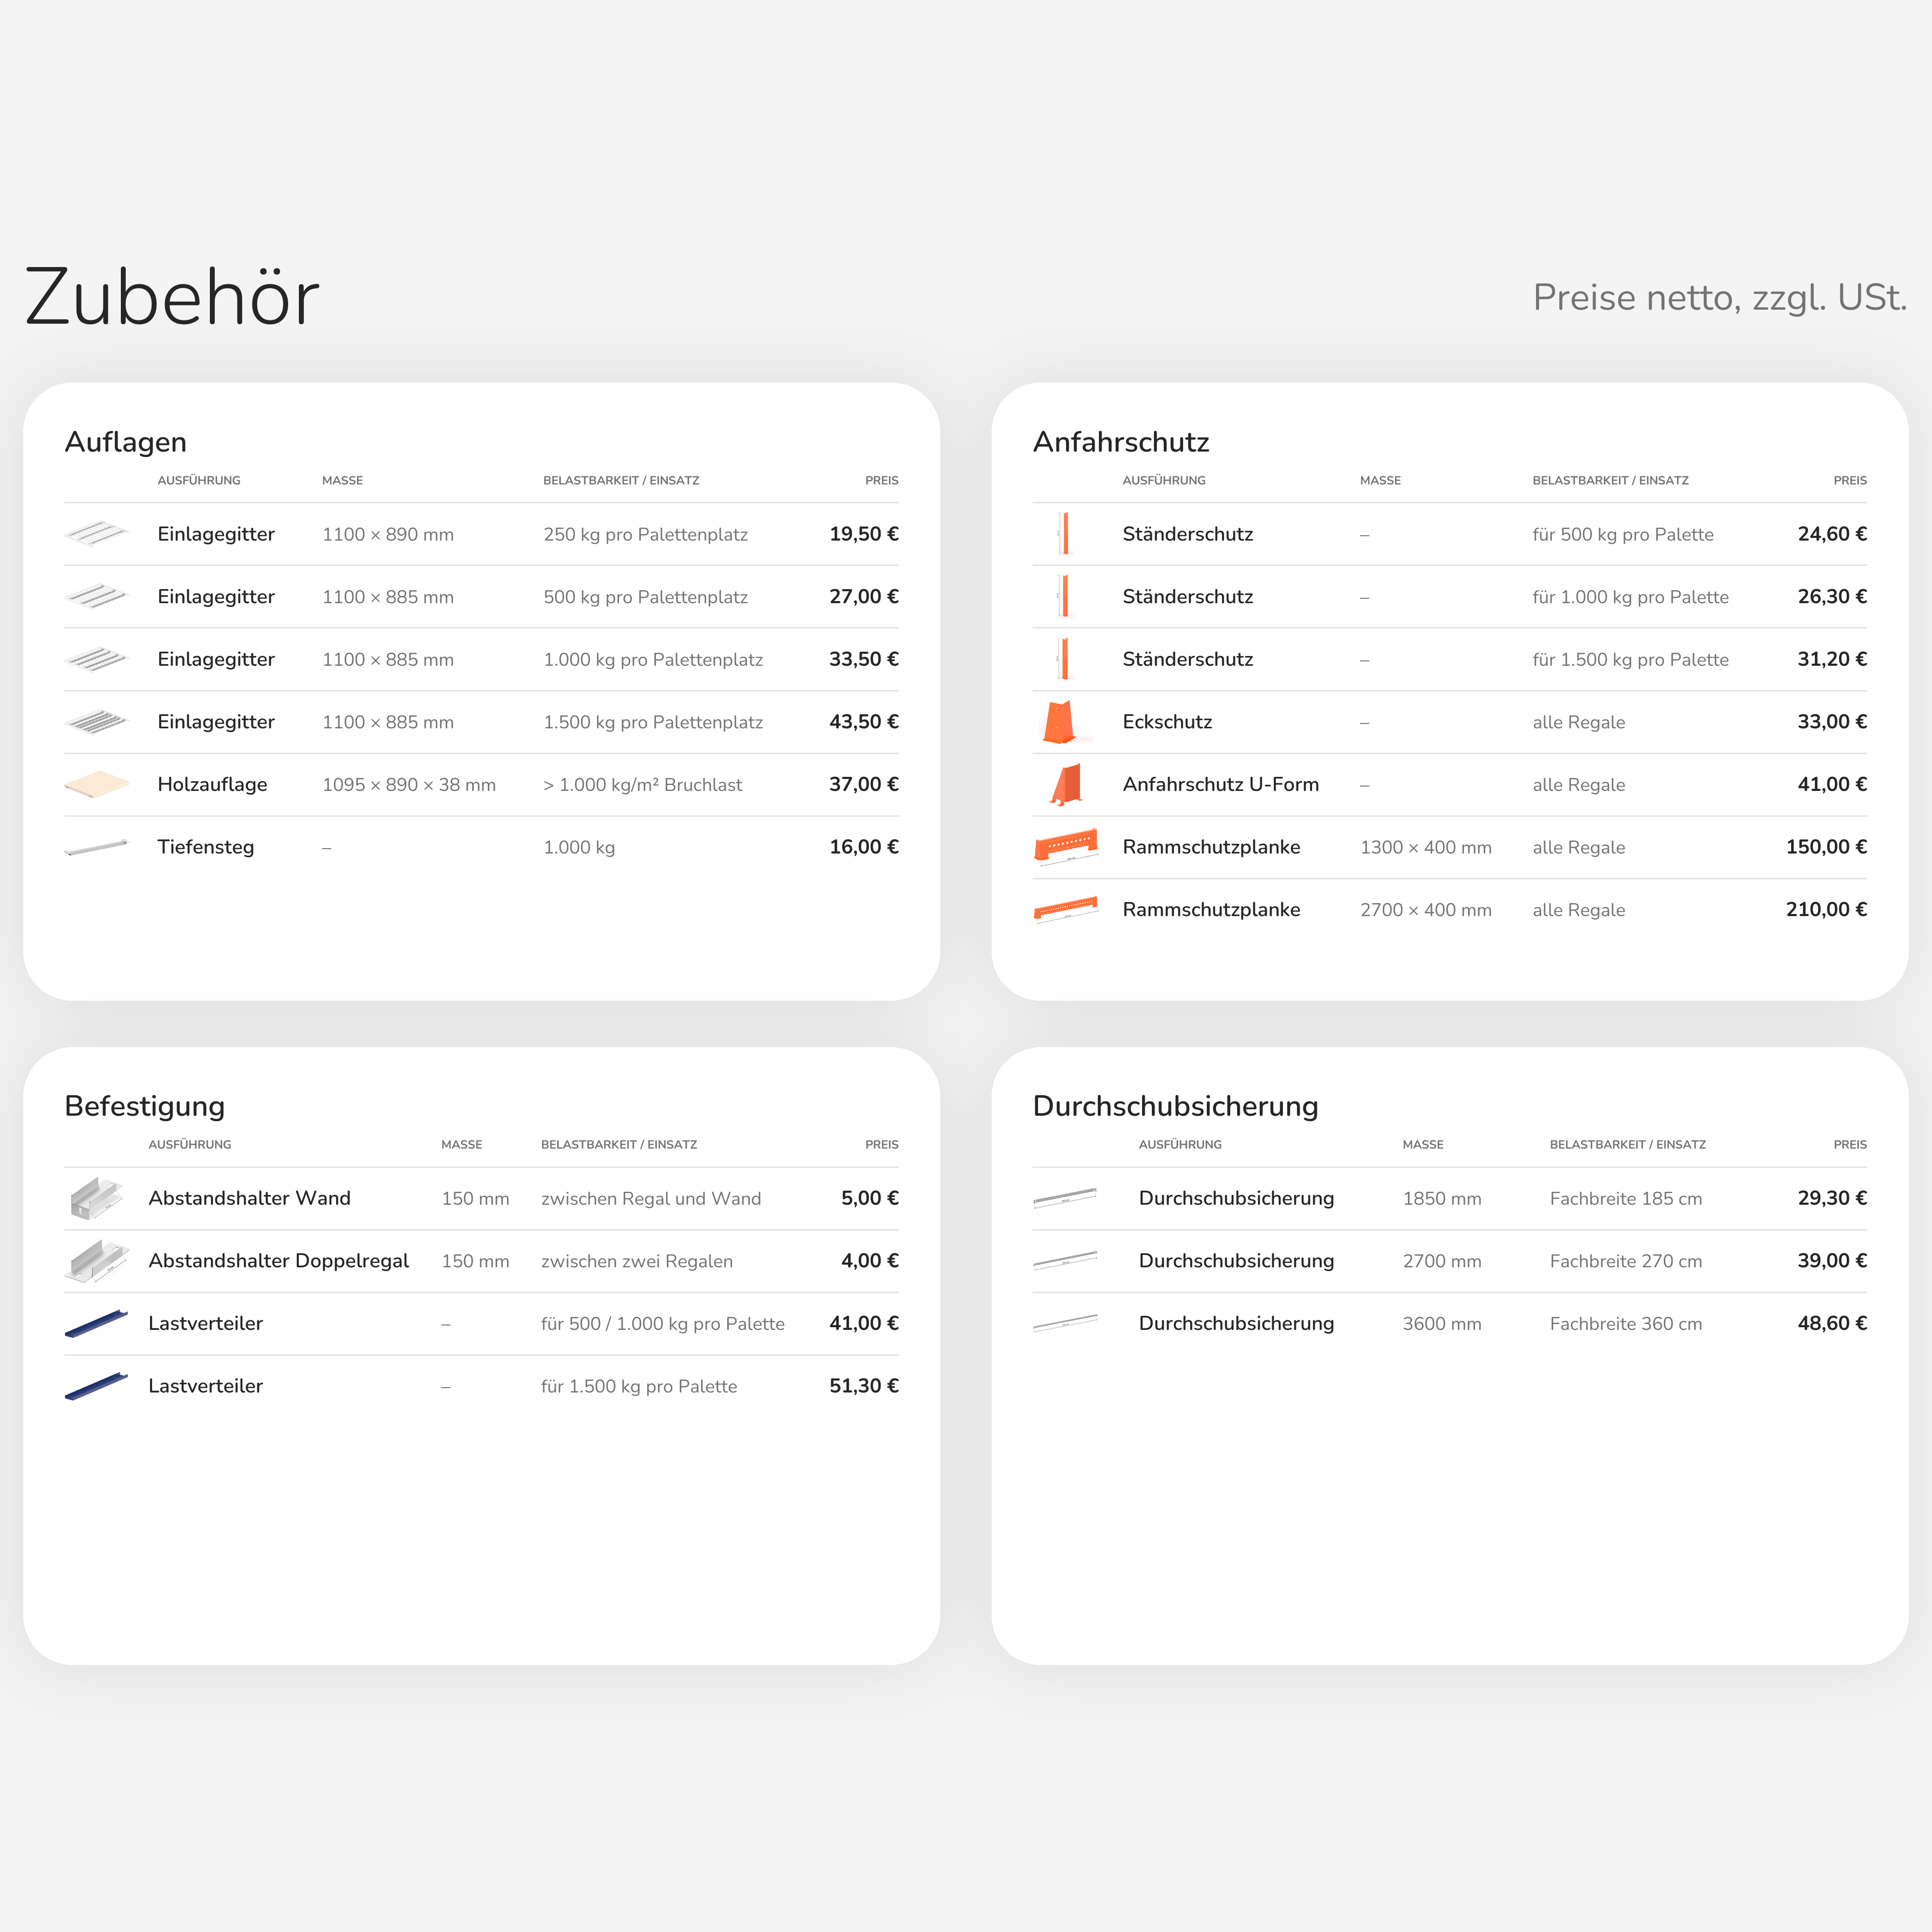 Zubehör
Preise netto, zzgl. USt.
Auflagen
AUSFÜHRUNG MASSE BELASTBARKEIT / EINSATZ PREIS
Einlagegitter 1100 × 890 mm 250 kg pro Palettenplatz 19,50 €
Einlagegitter 1100 × 885 mm 500 kg pro Palettenplatz 27,00 €
Einlagegitter 1100 × 885 mm 1.000 kg pro Palettenplatz 33,50 €
Einlagegitter 1100 × 885 mm 1.500 kg pro Palettenplatz 43,50 €
Holzauflage 1095 × 890 × 38 mm > 1.000 kg/m² Bruchlast 37,00 €
Tiefensteg – 1.000 kg 16,00 €
Anfahrschutz
AUSFÜHRUNG MASSE BELASTBARKEIT / EINSATZ PREIS
Ständerschutz – für 500 kg pro Palette 24,60 €
Ständerschutz – für 1.000 kg pro Palette 26,30 €
Ständerschutz – für 1.500 kg pro Palette 31,20 €
Eckschutz – alle Regale 33,00 €
Anfahrschutz U-Form – alle Regale 41,00 €
Rammschutzplanke 1300 × 400 mm alle Regale 150,00 €
Rammschutzplanke 2700 × 400 mm alle Regale 210,00 €
Befestigung
AUSFÜHRUNG MASSE BELASTBARKEIT / EINSATZ PREIS
Abstandshalter Wand 150 mm zwischen Regal und Wand 5,00 €
Abstandshalter Doppelregal 150 mm zwischen zwei Regalen 4,00 €
Lastverteiler – für 500 / 1.000 kg pro Palette 41,00 €
Lastverteiler – für 1.500 kg pro Palette 51,30 €
Durchschubsicherung
AUSFÜHRUNG MASSE BELASTBARKEIT / EINSATZ PREIS
Durchschubsicherung 1850 mm Fachbreite 185 cm 29,30 €
Durchschubsicherung 2700 mm Fachbreite 270 cm 39,00 €
Durchschubsicherung 3600 mm Fachbreite 360 cm 48,60 €